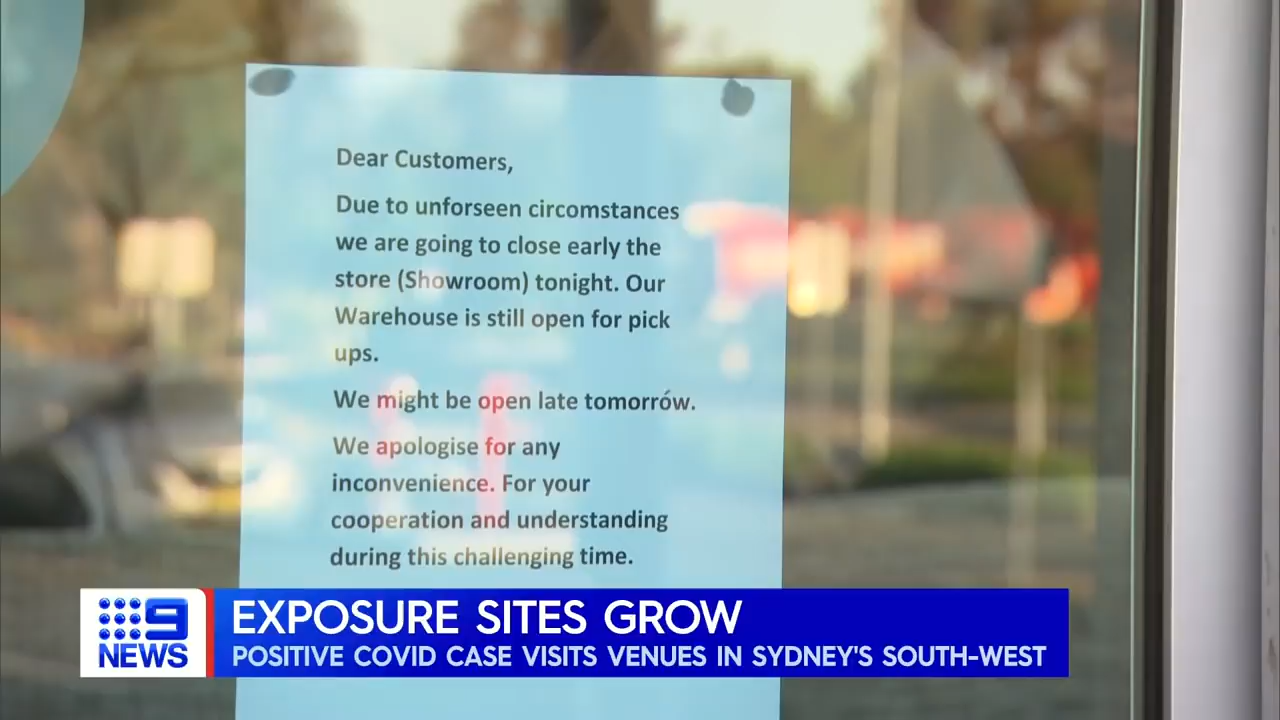 Dear Customers,
Due to unforseen circomstances
we are going to close early the
store (Showroom) tonight. Our
Warehouse is still open for pick
ups.
We might be open late tomorrów.
We apologise for any
inconvenience. For your
cooperation and understanding
during this challenging time.
9
NEWS
EXPOSURE SITES GROW
POSITIVE COVID CASE VISITS VENUES IN SYDNEY'S SOUTH-WEST